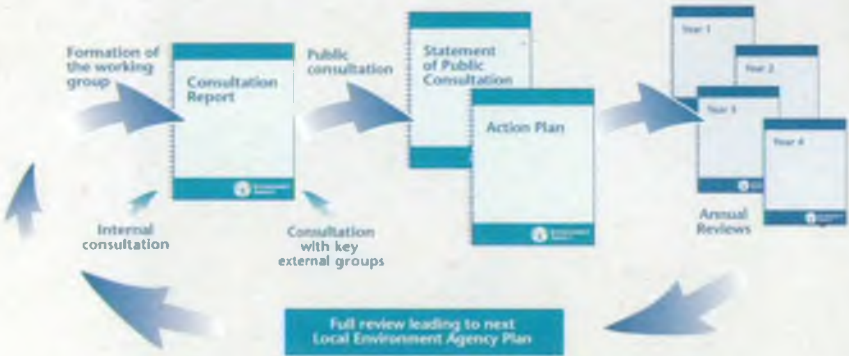 Formation of
the working
group
Consultation
Report
Public
consultation
Statement
of Public
Consultation
Action Plan
Year 1
Year 2
Year 3
Year 4
Internal
consultation
Consultation
with key
external groups
Annual
Reviews
Full review leading to next
Local Environment Agency Plan